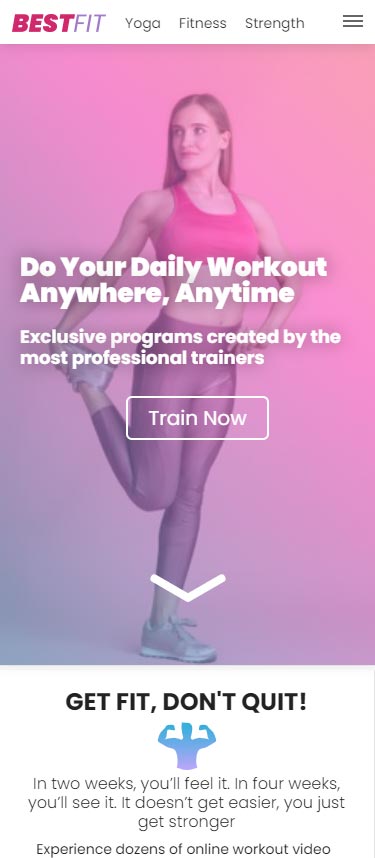 BESTFIT Yoga Fitness Strength
Do Your Daily Workout
Anywhere, Anytime
Exclusive programs created by the
most professional trainers
Train Now
GET FIT, DON'T QUIT!
In two weeks, you’ll feel it. In four weeks,
you’ll see it. It doesn’t get easier, you just
get stronger
Experience dozens of online workout video